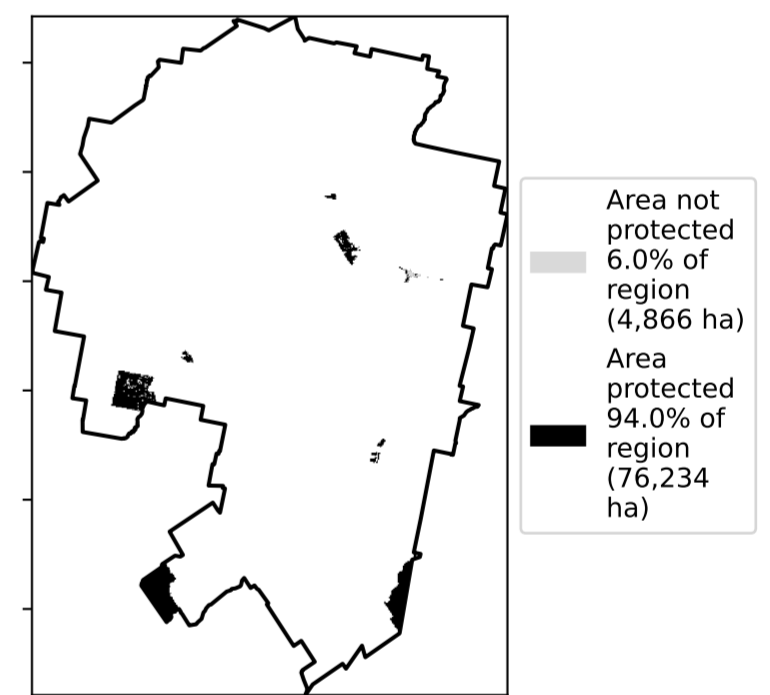 Area not
protected
6.0% of
region
(4,866 ha)
Area
protected
94.0% of
region
(76,234
ha)